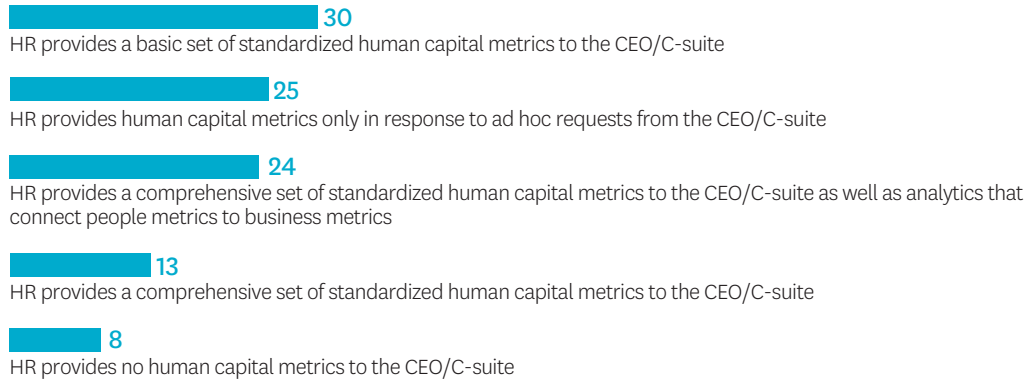 30
HR provides a basic set of standardized human capital metrics to the CEO/C-suite
25
HR provides human capital metrics only in response to ad hoc requests from the CEO/C-suite
24
HR provides a comprehensive set of standardized human capital metrics to the CEO/C-suite as well as analytics that
connect people metrics to business metrics
13
HR provides a comprehensive set of standardized human capital metrics to the CEO/C-suite
8
HR provides no human capital metrics to the CEO/C-suite